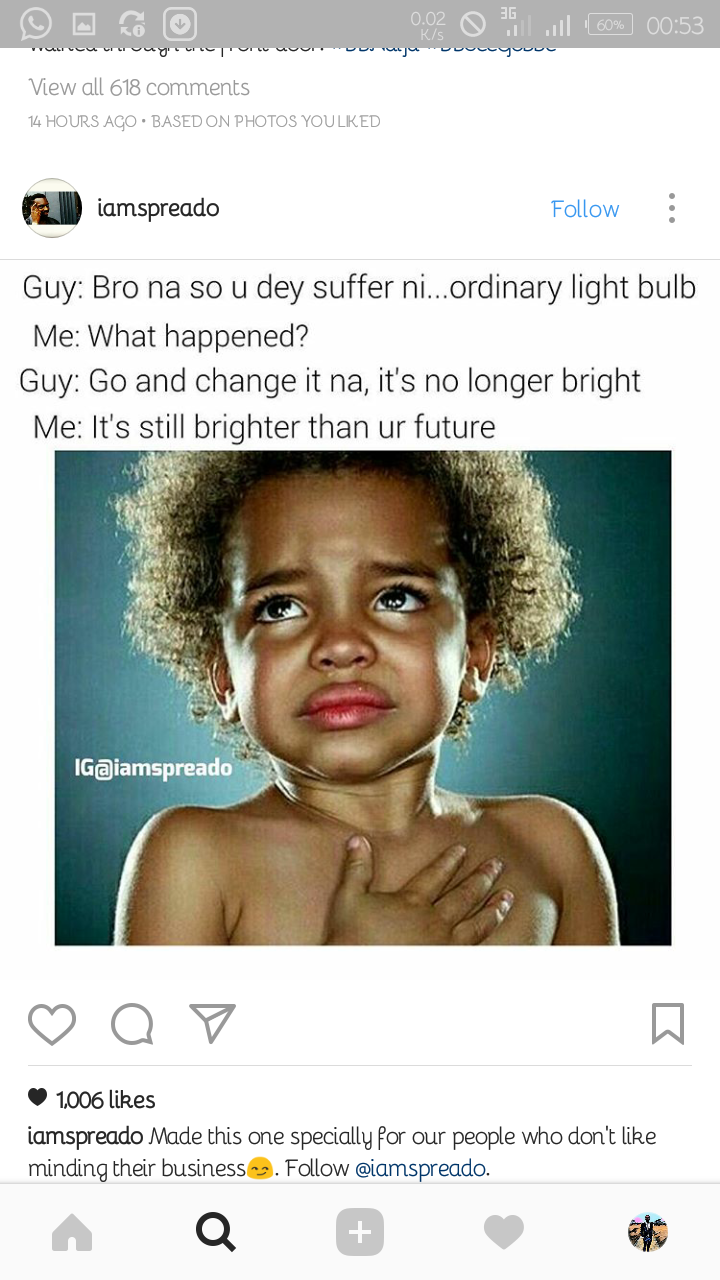 0.02
K/s
3G
60%
00:53
View all 618 comments
14 HOURS AGO • BASED ON PHOTOS YOU LIKED
iamspreado
Follow
Guy: Bro na so u dey suffer ni...ordinary light bulb
Me: What happened?
Guy: Go and change it na, it's no longer bright
Me: It's still brighter than ur future
IG@iamspreado
1,006 likes
iamspreado Made this one specially for our people who don't like
minding their business😏. Follow @iamspreado.